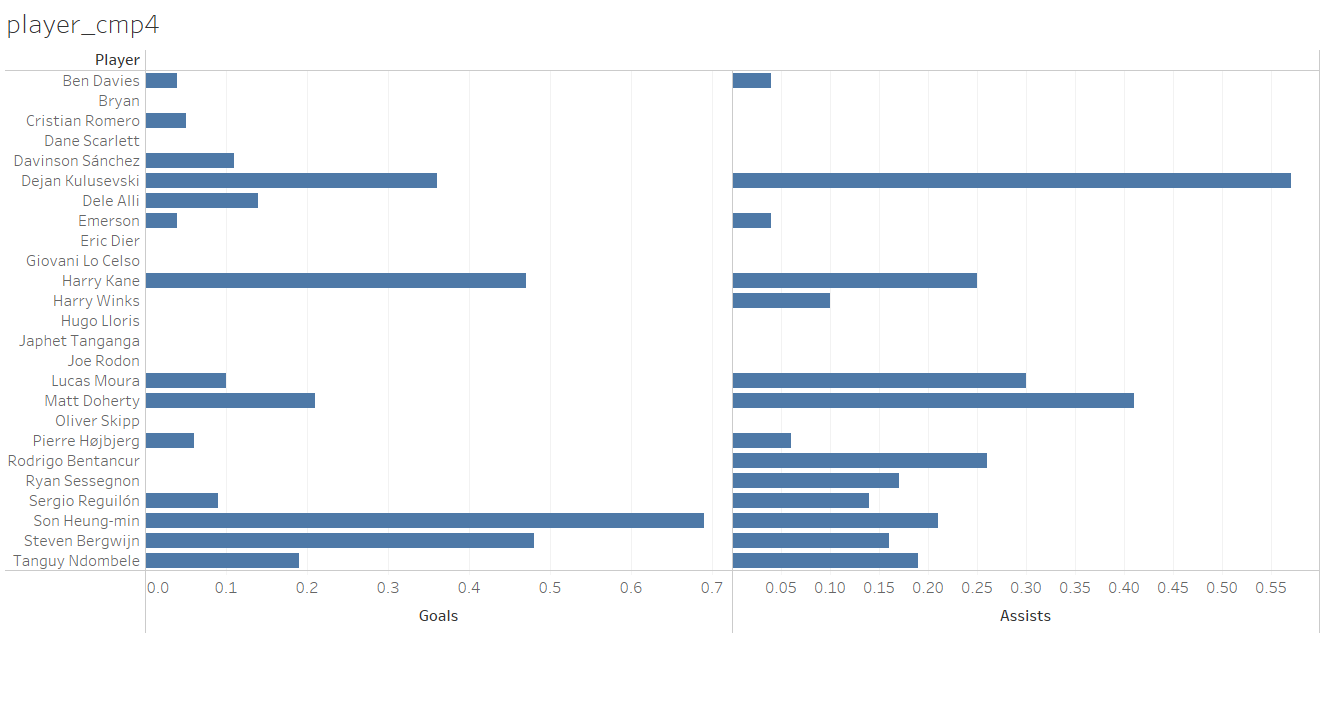 player_cmp4
Player
Ben Davies
Bryan
Cristian Romero
Dane Scarlett
Davinson Sánchez
Dejan Kulusevski
Dele Alli
Emerson
Eric Dier
Giovani Lo Celso
Harry Kane
Harry Winks
Hugo Lloris
Japhet Tanganga
Joe Rodon
Lucas Moura
Matt Doherty
Oliver Skipp
Pierre Højbjerg
Rodrigo Bentancur
Ryan Sessegnon
Sergio Reguilón
Son Heung-min
Steven Bergwijn
Tanguy Ndombele
0.0 0.1 0.2 0.3 0.4 0.5 0.6 0.7 0.05 0.10 0.15 0.20 0.25 0.30 0.35 0.40 0.45 0.50 0.55
Goals Assists